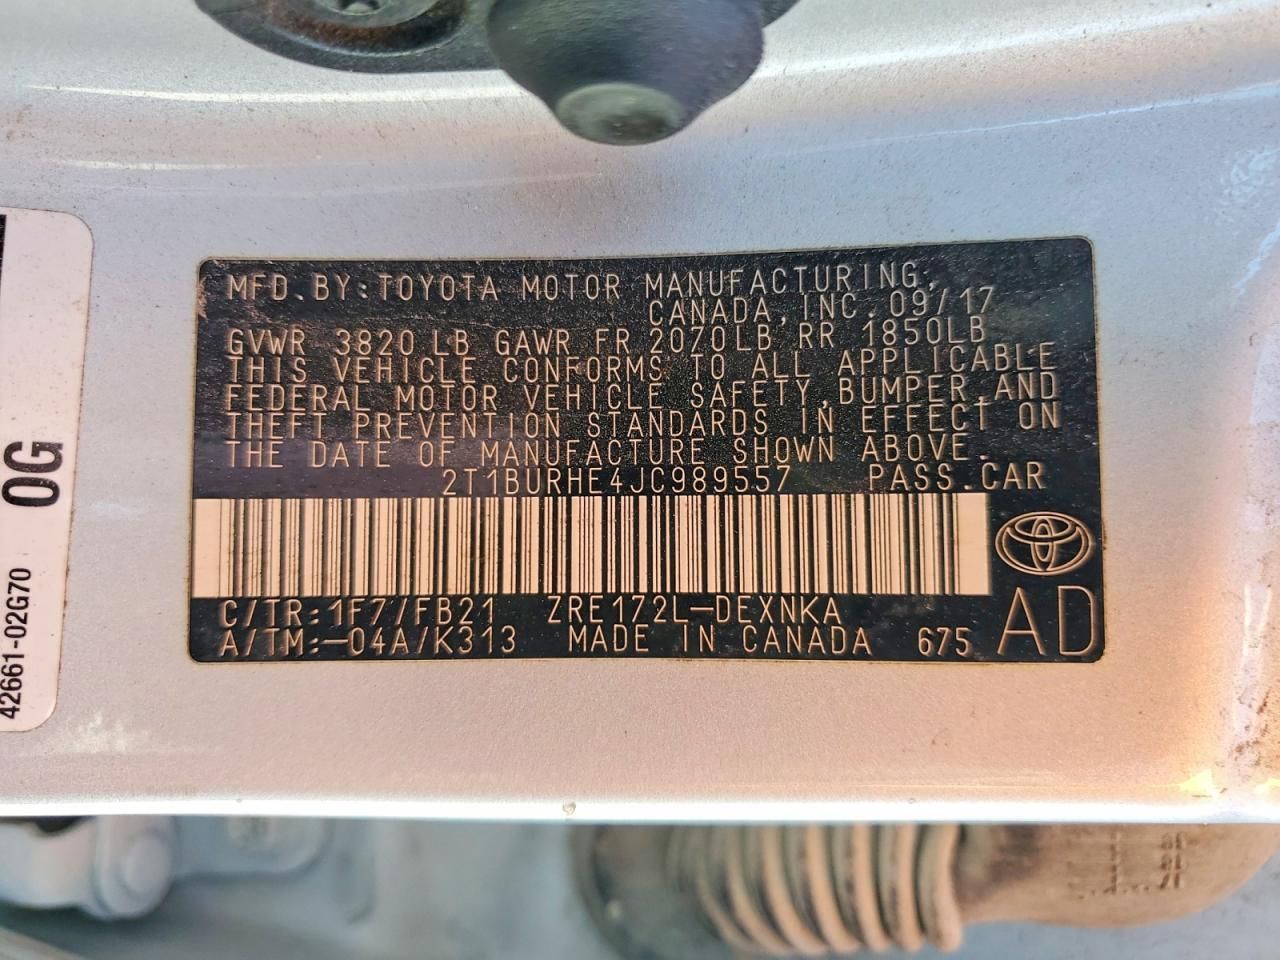 MFD.BY:TOYOTA MOTOR MANUFACTURING,
CANADA,INC.09/17
GVWR 3820LB GAWR FR 2070LB RR 1850LB
THIS VEHICLE CONFORMS TO ALL APPLICABLE
FEDERAL MOTOR VEHICLE SAFETY,BUMPER,AND
THEFT PREVENTION STANDARDS IN EFFECT ON
THE DATE OF MANUFACTURE SHOWN ABOVE.
2T1BURHE4JC989557 PASS.CAR
C/TR:1F7/FB21 ZRE172L-DEXNKA
A/TM:-04A/K313 MADE IN CANADA 675 AD
0G
42661-02G70